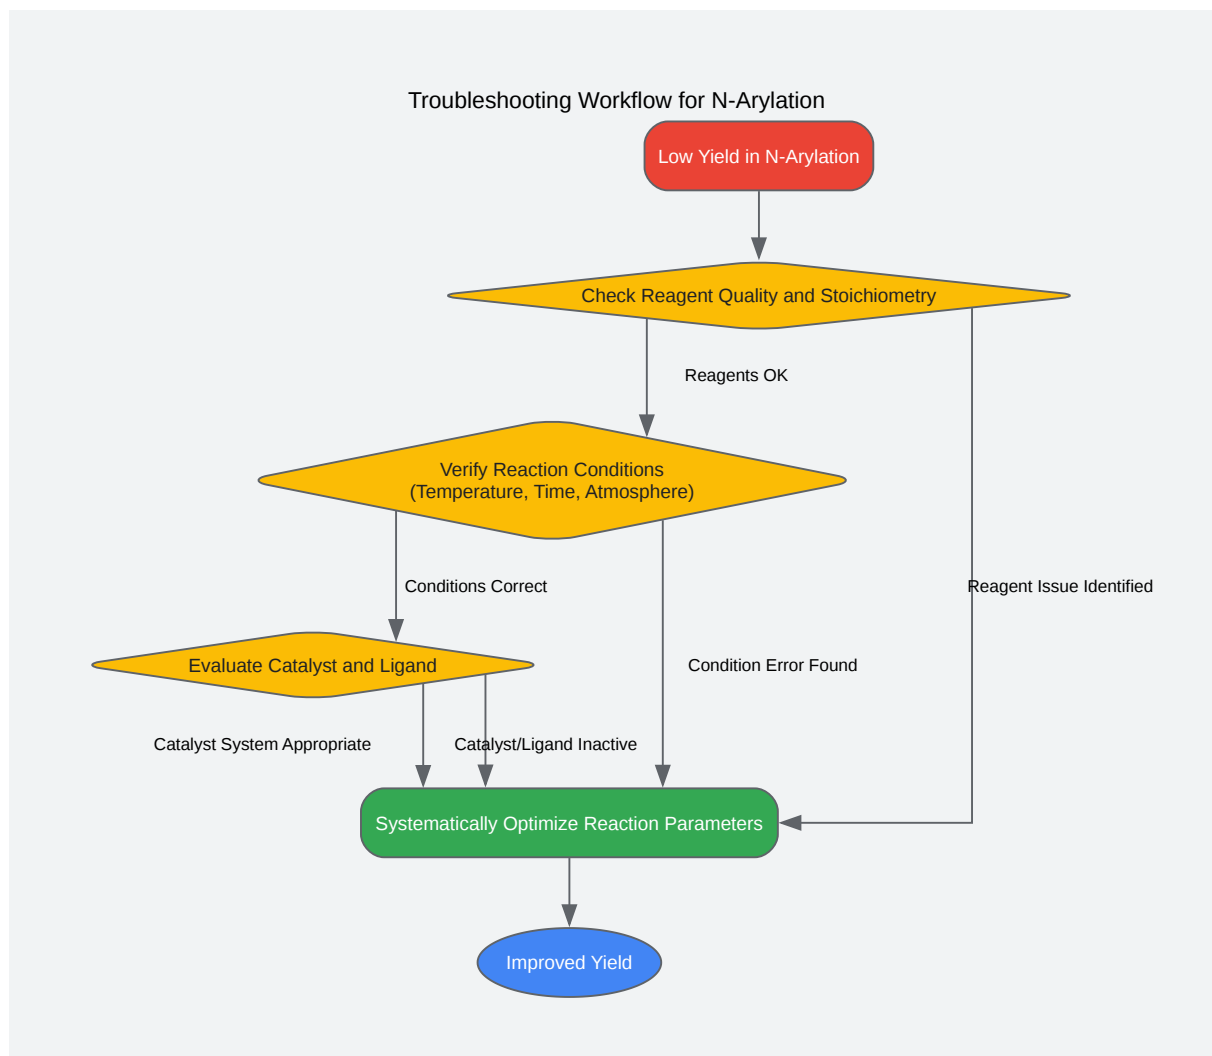 Troubleshooting Workflow for N-Arylation
Low Yield in N-Arylation
Check Reagent Quality and Stoichiometry
Reagents OK
Verify Reaction Conditions
(Temperature, Time, Atmosphere)
Conditions Correct
Reagent Issue Identified
Evaluate Catalyst and Ligand
Condition Error Found
Catalyst System Appropriate
Catalyst/Ligand Inactive
Systematically Optimize Reaction Parameters
Improved Yield